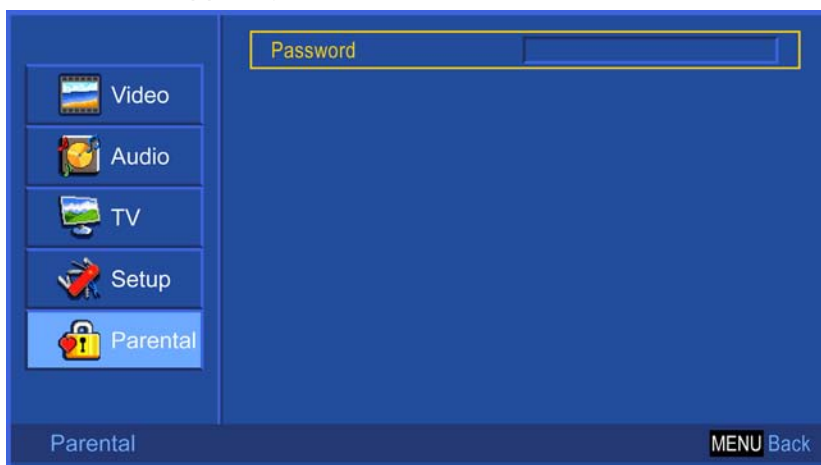 Password
Video
Audio
TV
Setup
Parental
Parental
MENU Back